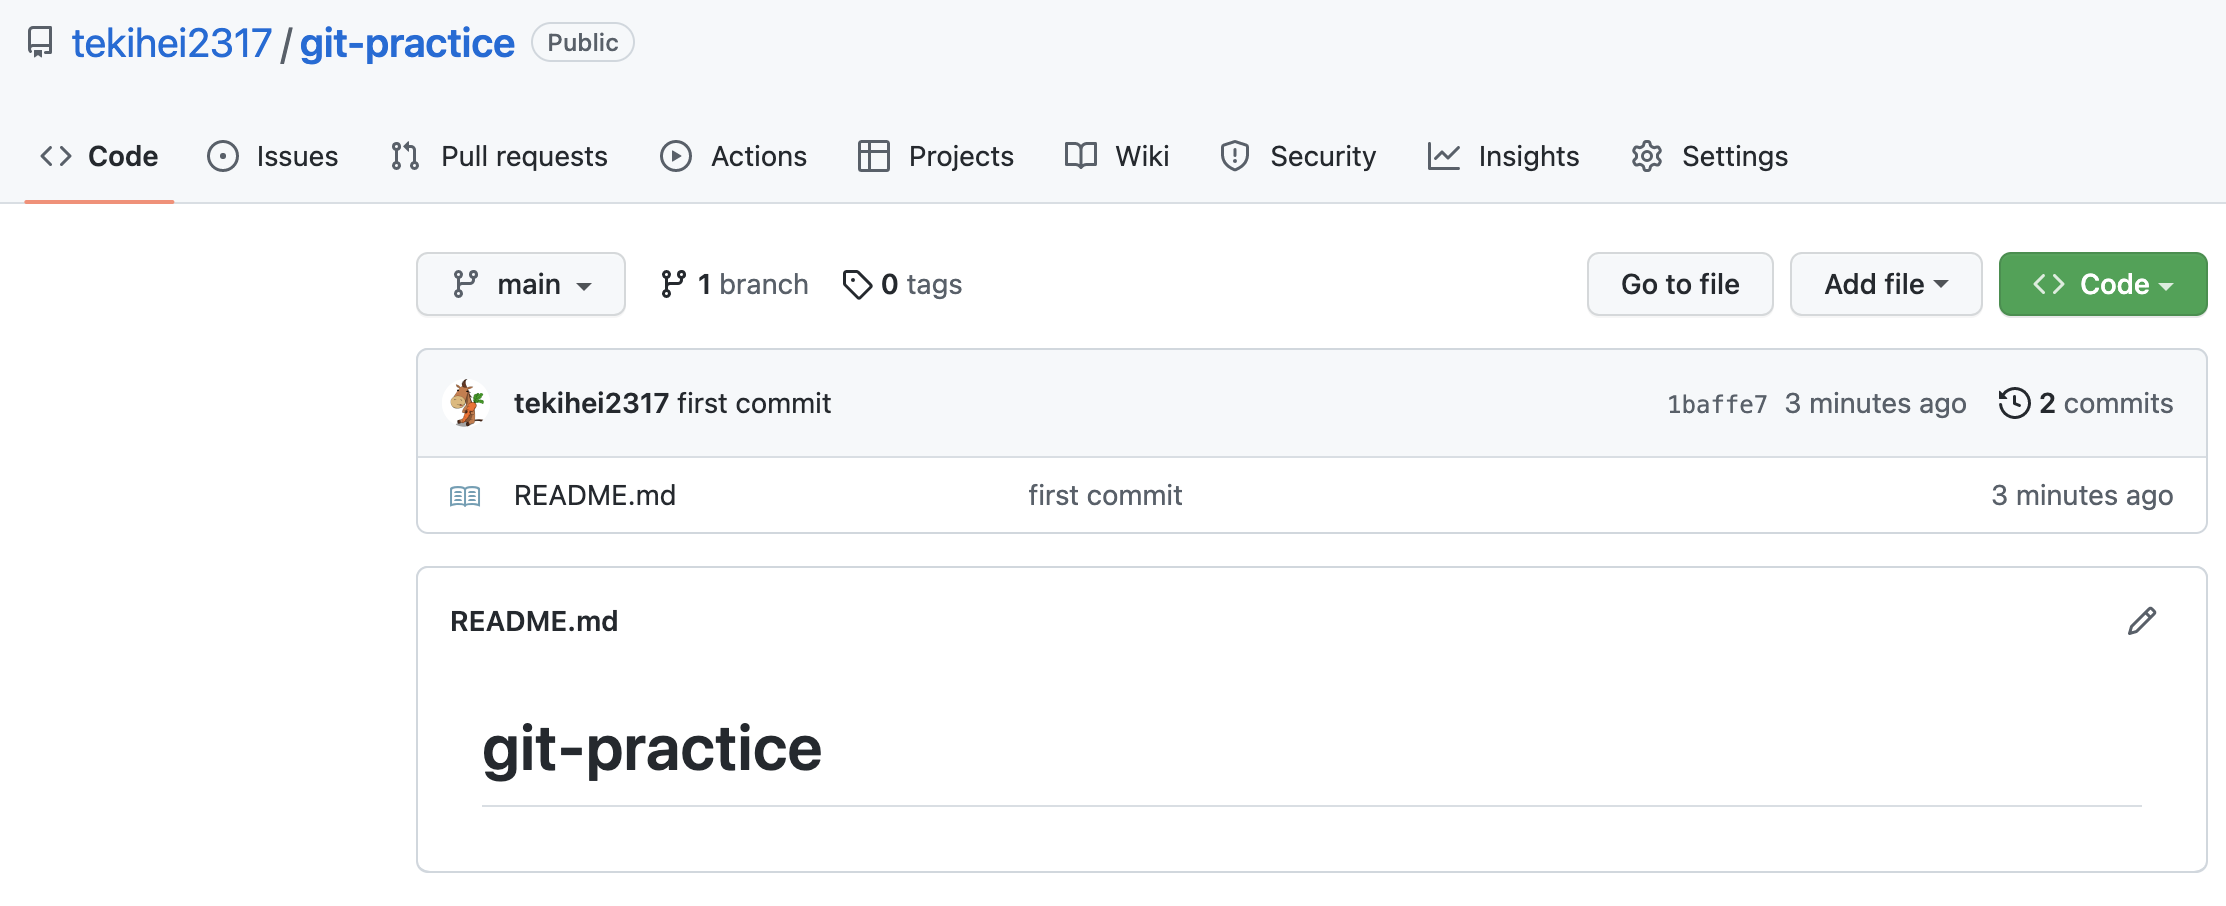 tekihei2317 / git-practice Public
Code Issues Pull requests Actions Projects Wiki Security Insights Settings
main 1 branch 0 tags Go to file Add file Code
tekihei2317 first commit 1baffe7 3 minutes ago 2 commits
README.md first commit 3 minutes ago
README.md
git-practice